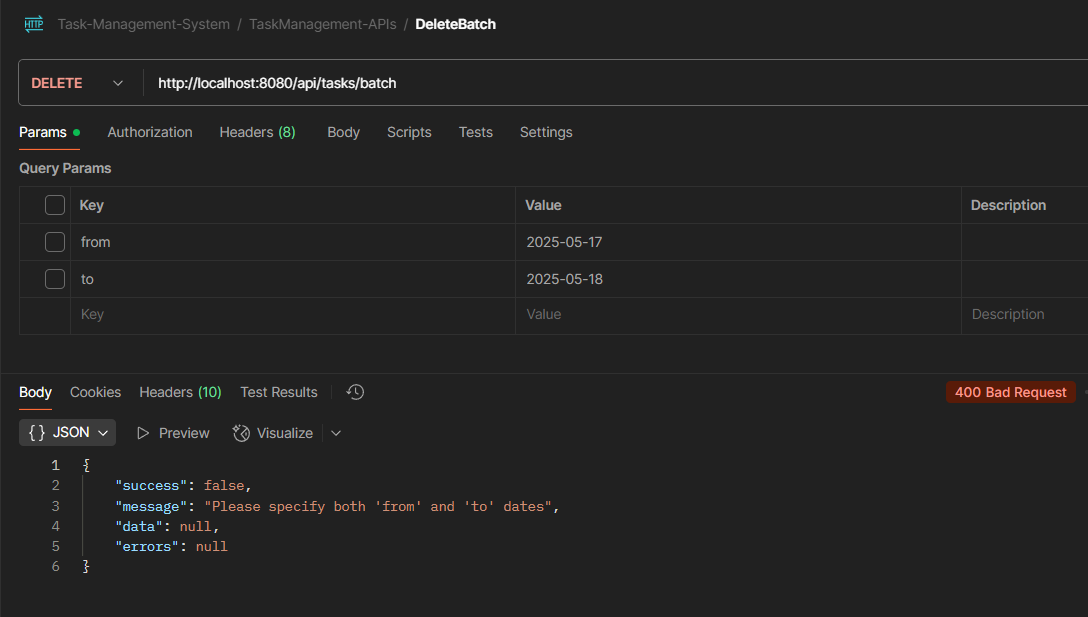 HTTP Task-Management-System / TaskManagement-APIs / DeleteBatch
DELETE http://localhost:8080/api/tasks/batch
Params Authorization Headers (8) Body Scripts Tests Settings
Query Params
Key Value Description
from 2025-05-17
to 2025-05-18
Key Value Description
Body Cookies Headers (10) Test Results 400 Bad Request
{} JSON Preview Visualize
1 {
2 "success": false,
3 "message": "Please specify both 'from' and 'to' dates",
4 "data": null,
5 "errors": null
6 }